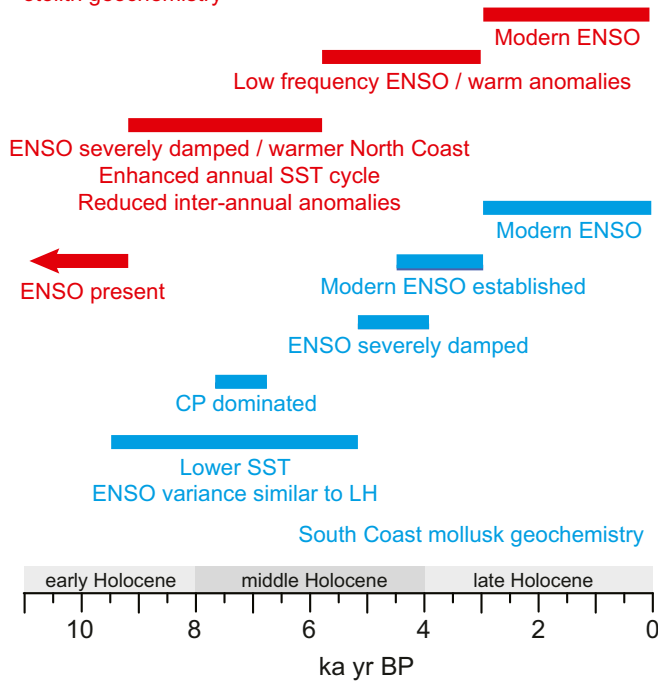 geochemistry
Modern ENSO
Low frequency ENSO / warm anomalies
ENSO severely damped / warmer North Coast
Enhanced annual SST cycle
Reduced inter-annual anomalies
Modern ENSO
ENSO present
Modern ENSO established
ENSO severely damped
CP dominated
Lower SST
ENSO variance similar to LH
South Coast mollusk geochemistry
early Holocene middle Holocene late Holocene
10 8 6 4 2 0
ka yr BP